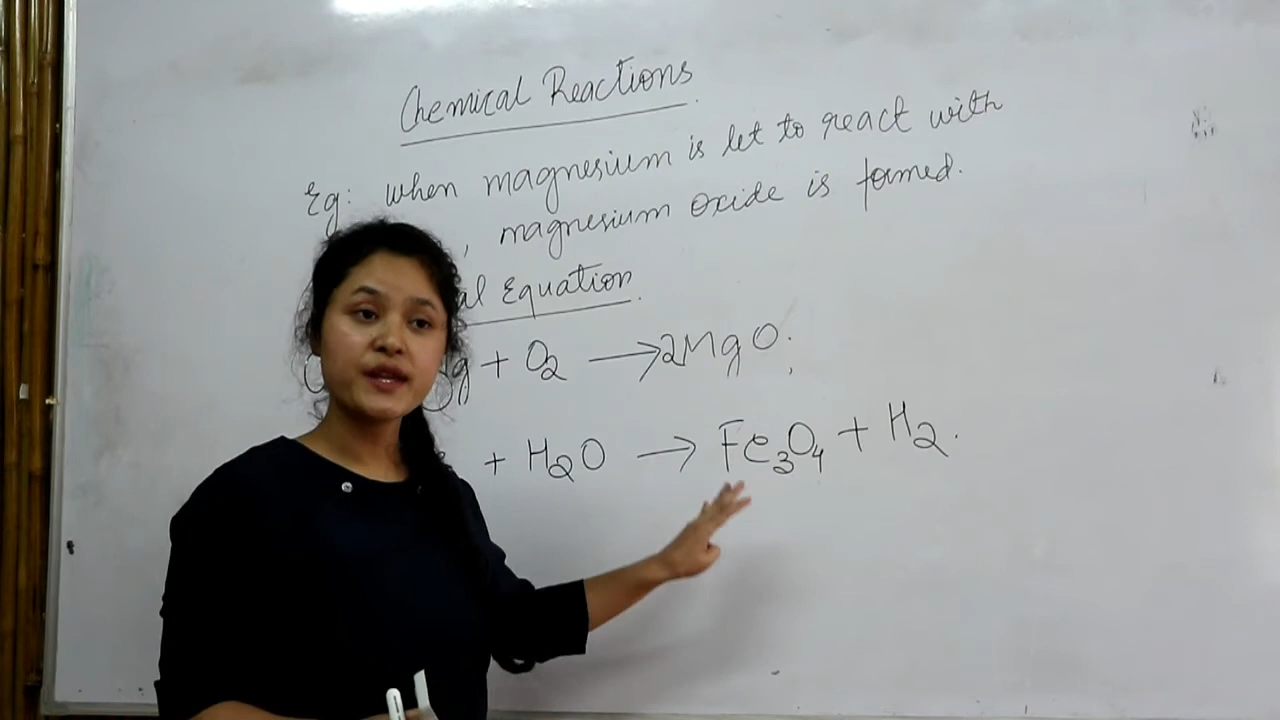 Chemical Reactions
Eg: when magnesium is let to react with
, magnesium oxide is formed.
al Equation
g + O2 → 2MgO.
+ H2O → Fe3O4 + H2.